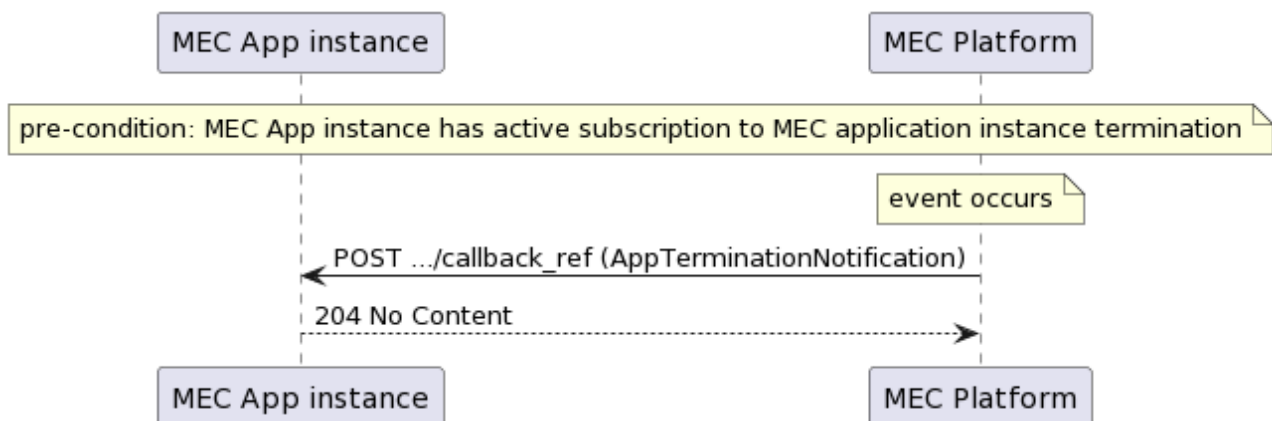 MEC App instance
MEC Platform
pre-condition: MEC App instance has active subscription to MEC application instance termination
event occurs
POST .../callback_ref (AppTerminationNotification)
204 No Content
MEC App instance
MEC Platform